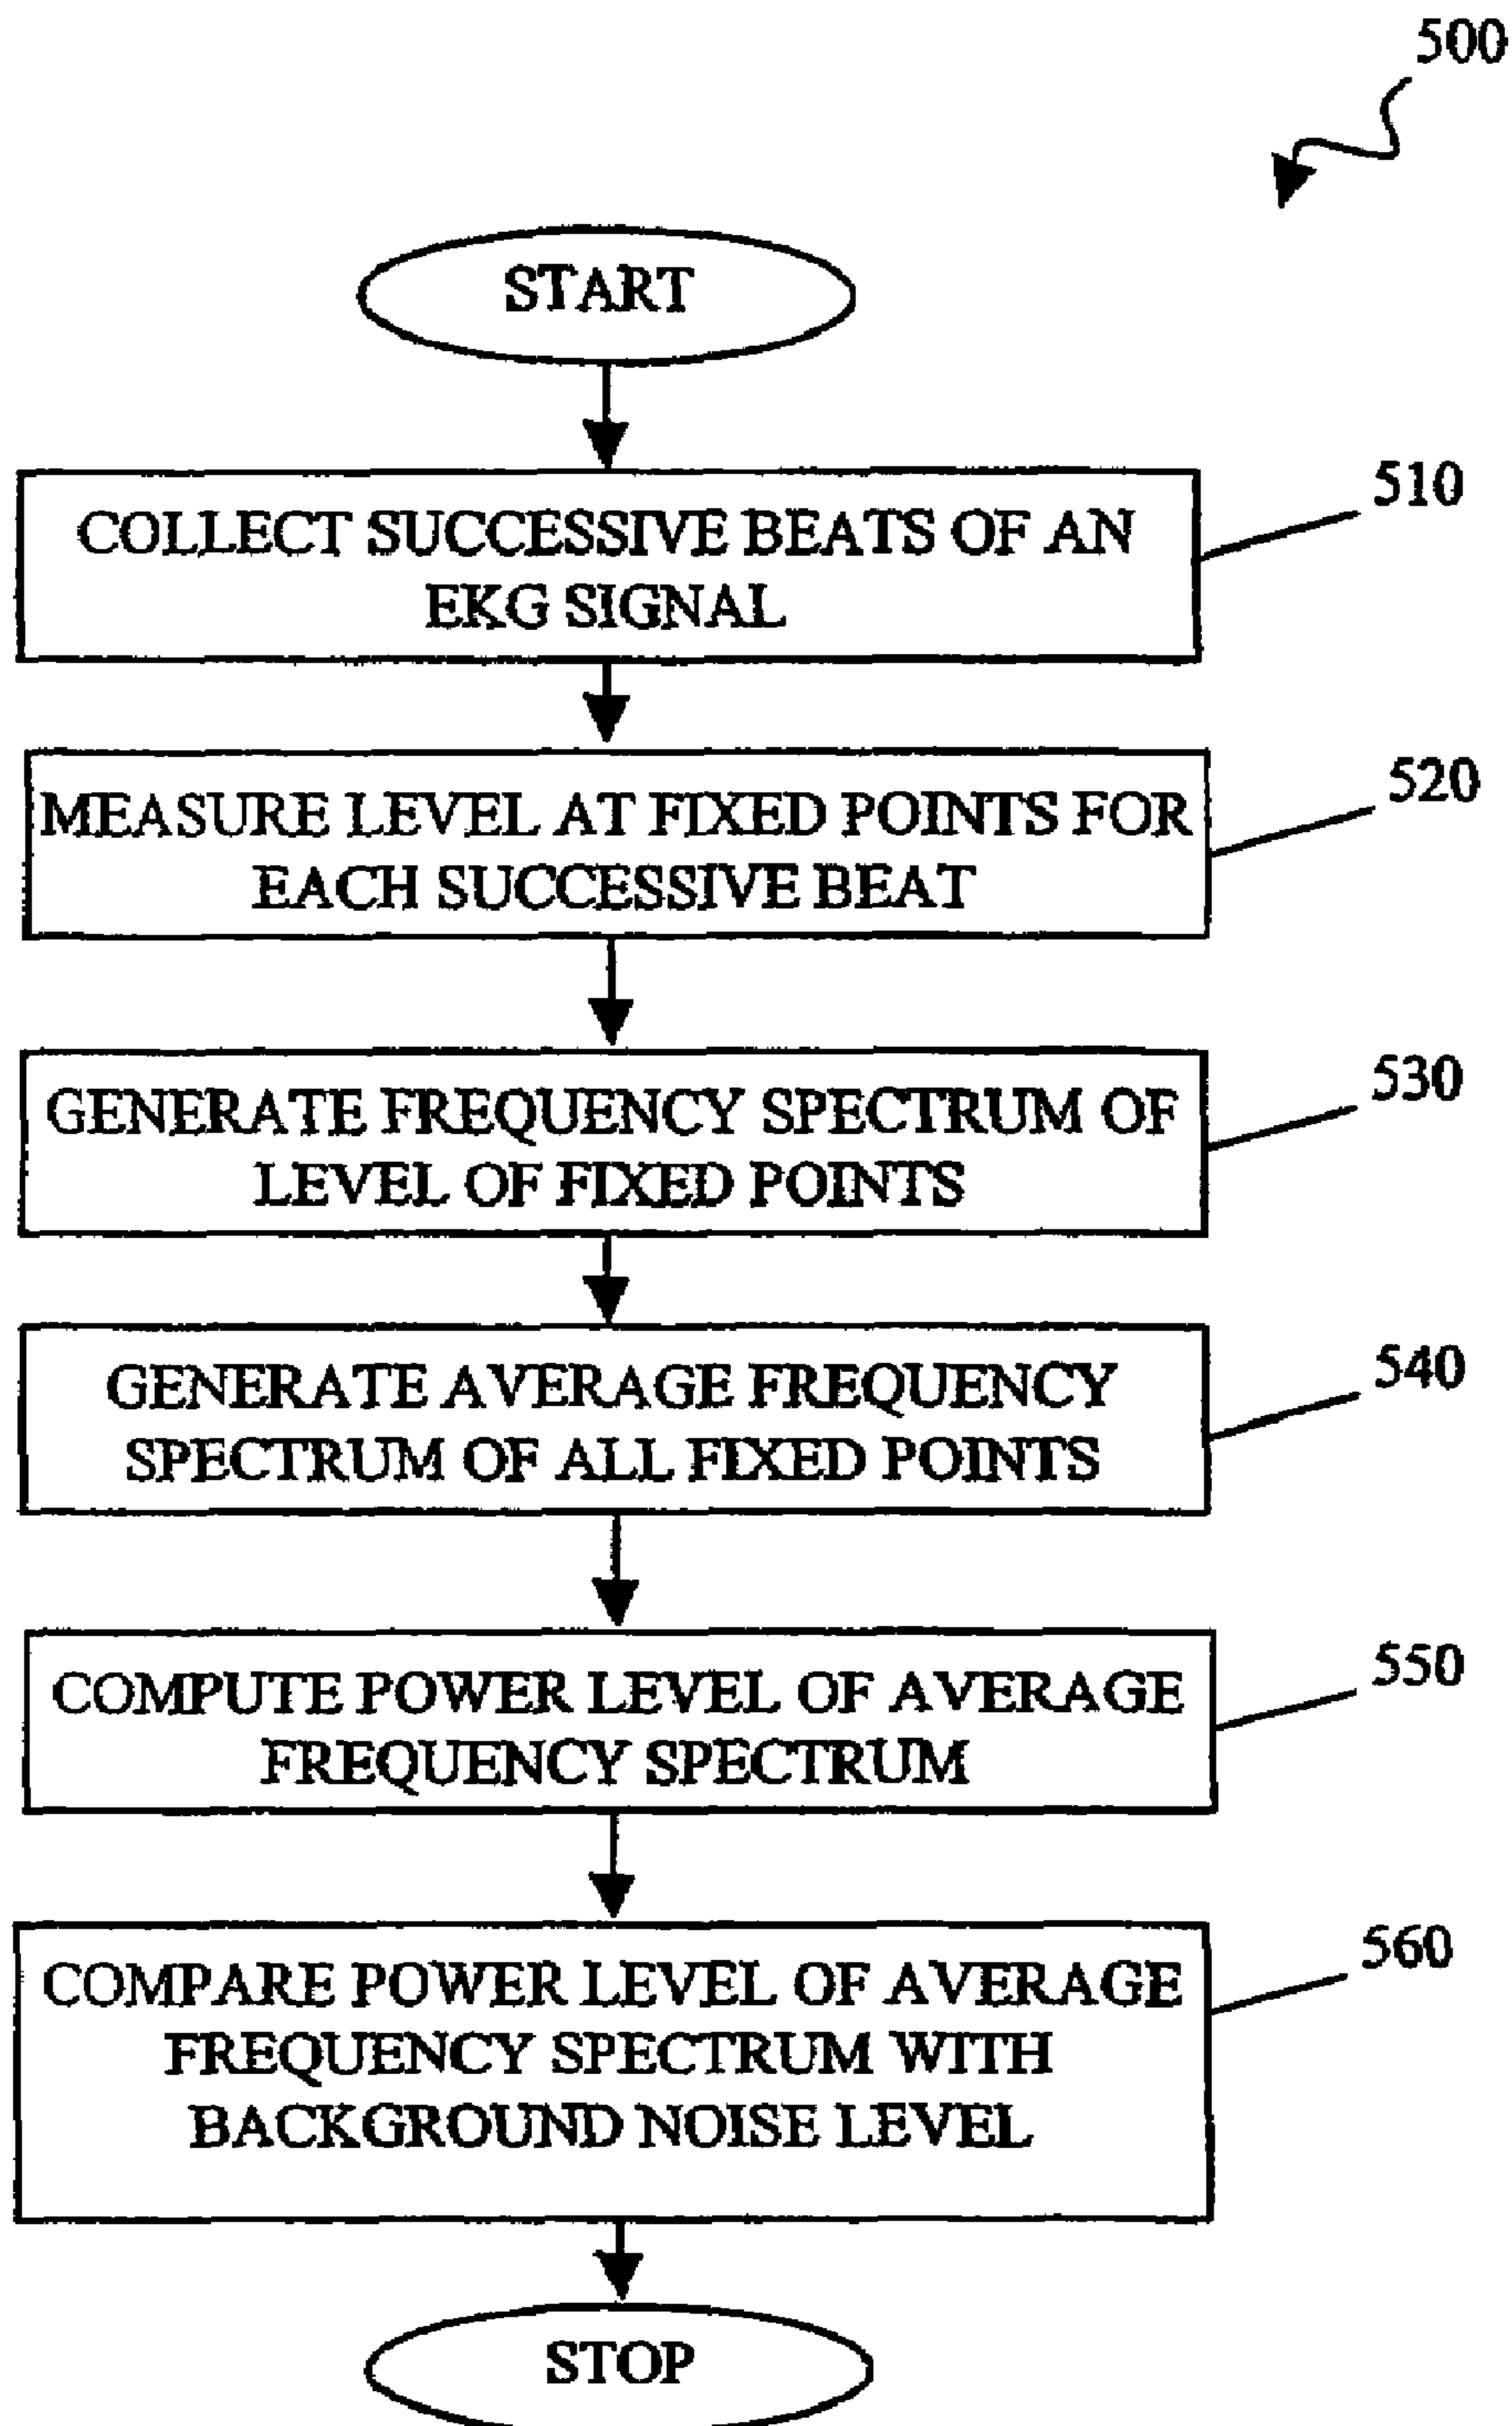 500
START
COLLECT SUCCESSIVE BEATS OF AN
EKG SIGNAL
510
MEASURE LEVEL AT FIXED POINTS FOR
EACH SUCCESSIVE BEAT
520
GENERATE FREQUENCY SPECTRUM OF
LEVEL OF FIXED POINTS
530
GENERATE AVERAGE FREQUENCY
SPECTRUM OF ALL FIXED POINTS
540
COMPUTE POWER LEVEL OF AVERAGE
FREQUENCY SPECTRUM
550
COMPARE POWER LEVEL OF AVERAGE
FREQUENCY SPECTRUM WITH
BACKGROUND NOISE LEVEL
560
STOP